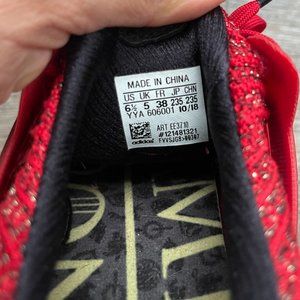 MADE IN CHINA
US UK FR JP CHN
6½ 5 38 235 235
YYA 606001 10/18
ART EE3710
#121481321
adidas